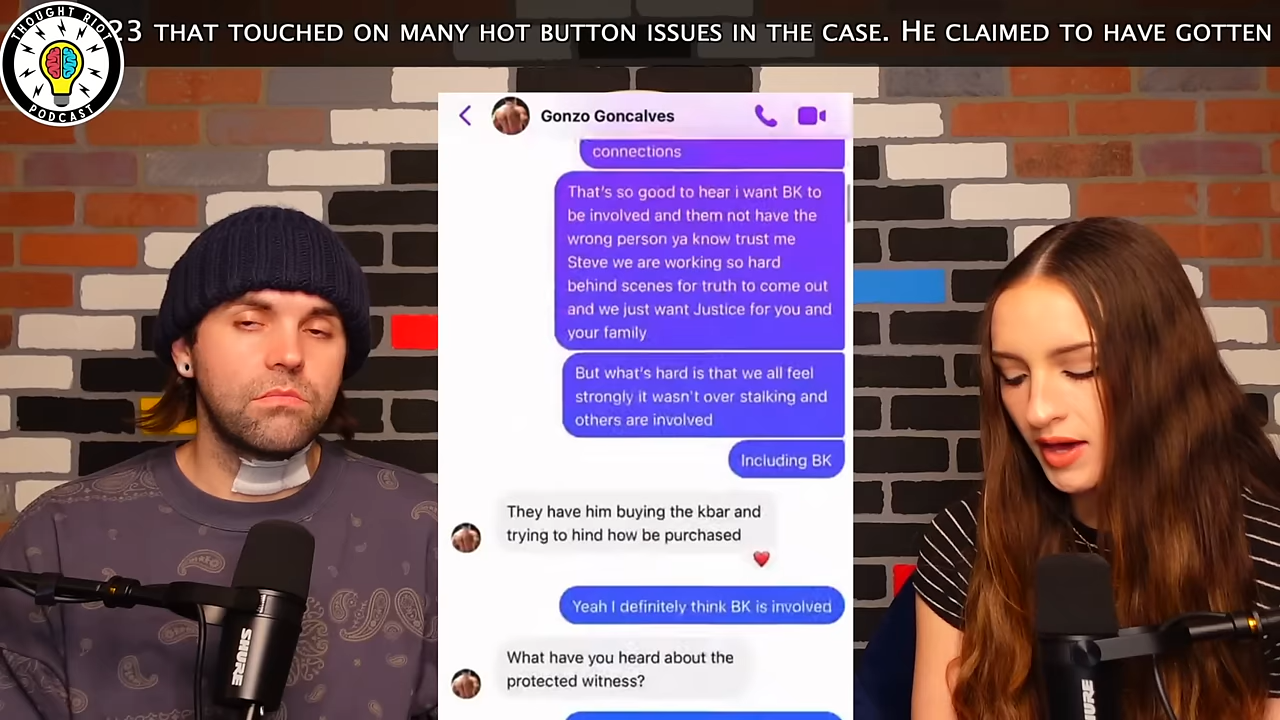 THOUGHT RIOT
PODCAST
23 THAT TOUCHED ON MANY HOT BUTTON ISSUES IN THE CASE. HE CLAIMED TO HAVE GOTTEN
Gonzo Goncalves
connections
That's so good to hear i want BK to
be involved and them not have the
wrong person ya know trust me
Steve we are working so hard
behind scenes for truth to come out
and we just want Justice for you and
your family
But what's hard is that we all feel
strongly it wasn't over stalking and
others are involved
Including BK
They have him buying the kbar and
trying to hind how be purchased
Yeah I definitely think BK is involved
What have you heard about the
protected witness?
SHURE
SHURE